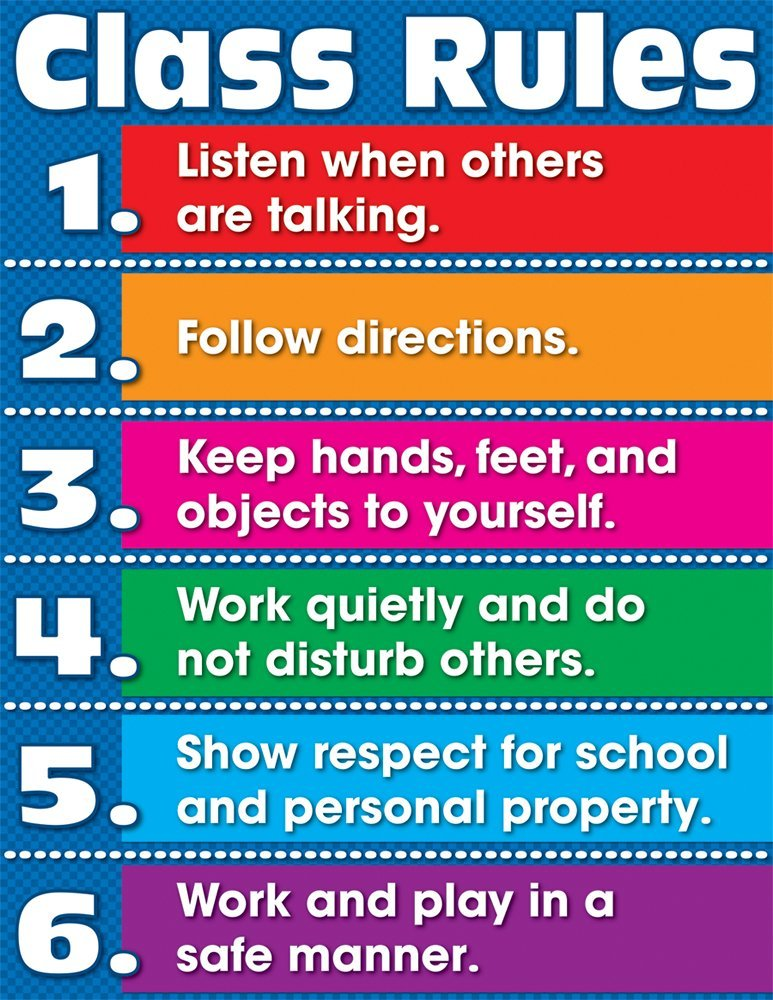 Class Rules
1. Listen when others
are talking.
2. Follow directions.
3. Keep hands, feet, and
objects to yourself.
4. Work quietly and do
not disturb others.
5. Show respect for school
and personal property.
6. Work and play in a
safe manner.